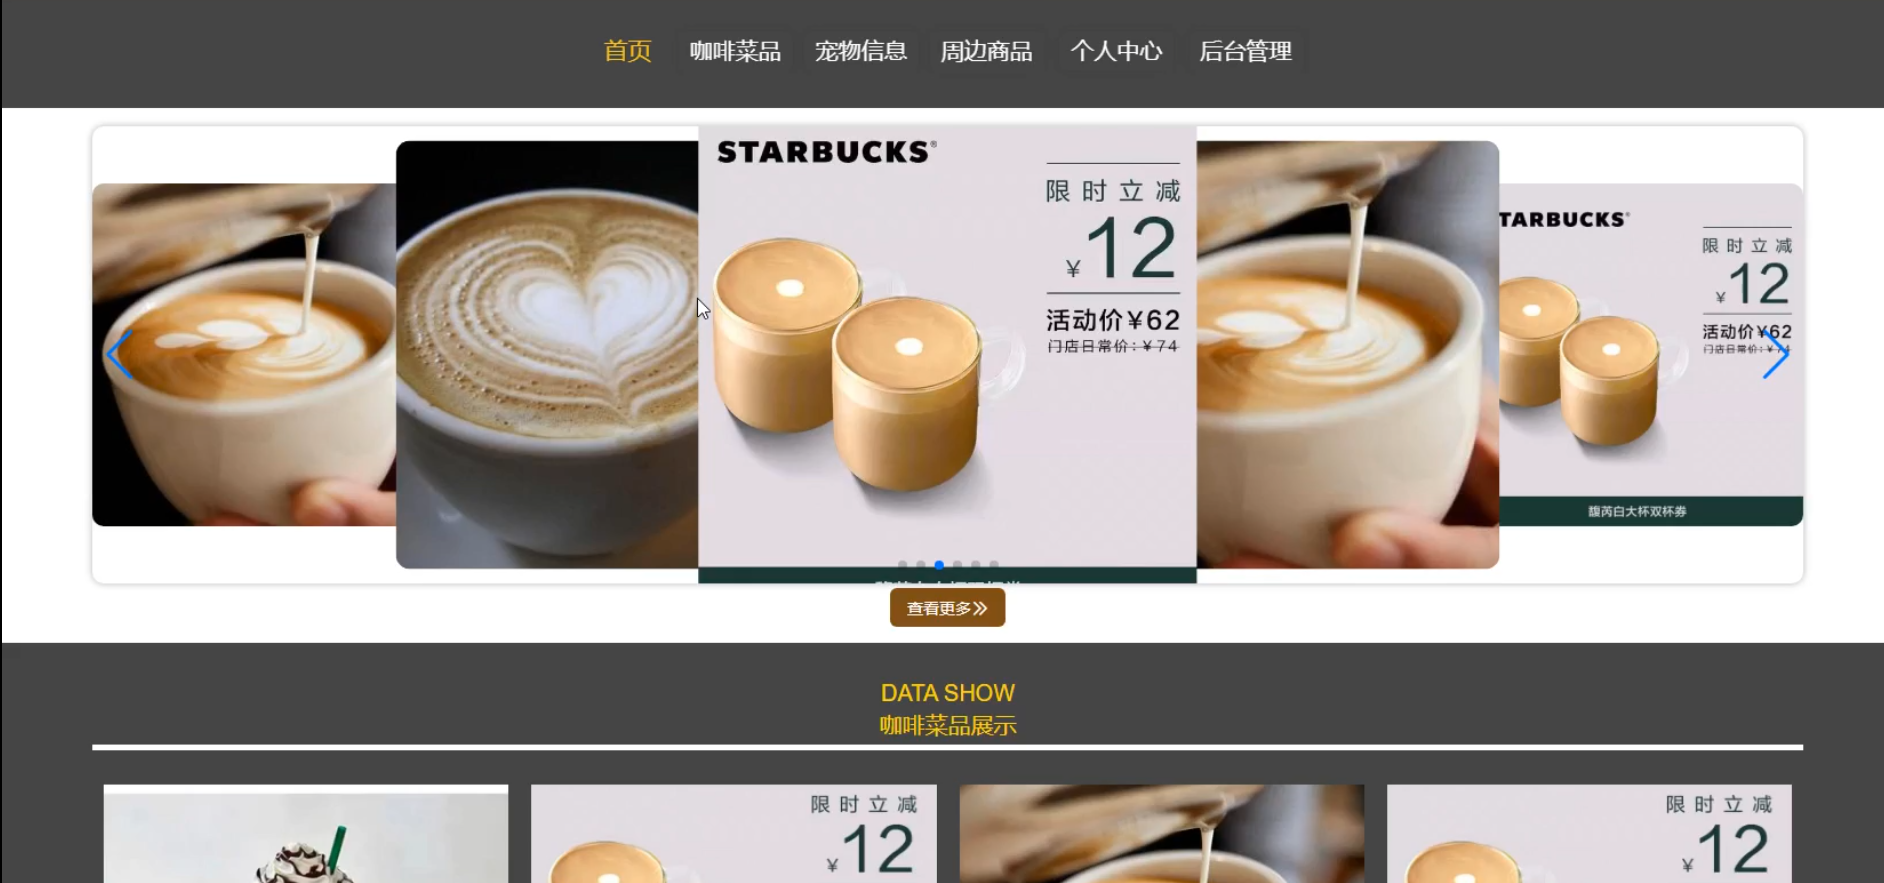 首页 咖啡菜品 宠物信息 周边商品 个人中心 后台管理
STARBUCKS®
限时立减
¥12
活动价¥62
门店日常价：¥74
TARBUCKS®
限时立减
¥12
活动价¥62
门店日常价：¥74
馥芮白大杯双杯券
查看更多»
DATA SHOW
咖啡菜品展示
限时立减
¥12
限时立减
¥12